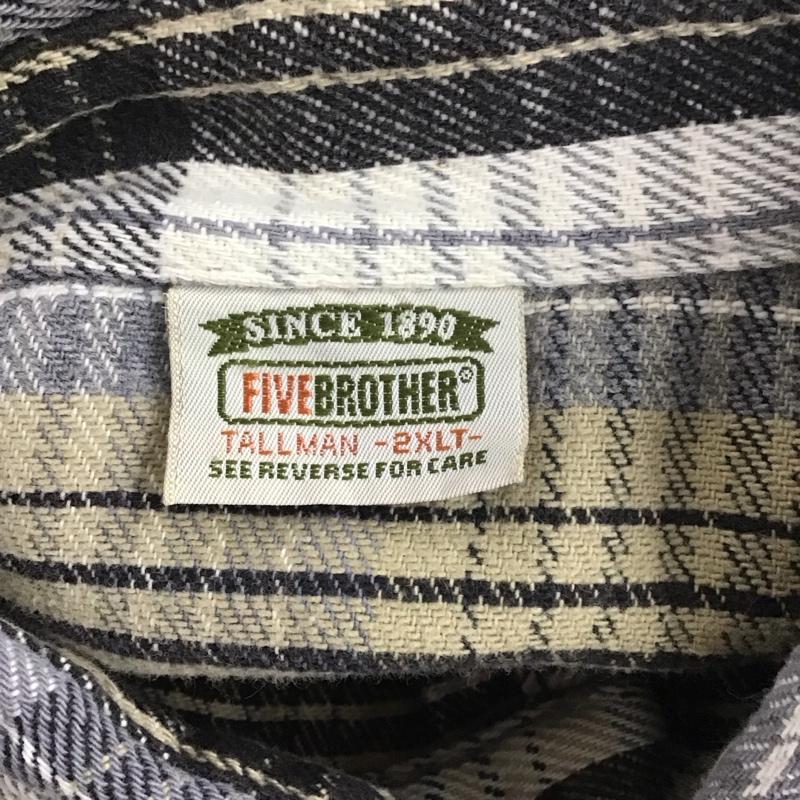 SINCE 1890
FIVEBROTHER®
TALLMAN -2XLT-
SEE REVERSE FOR CARE